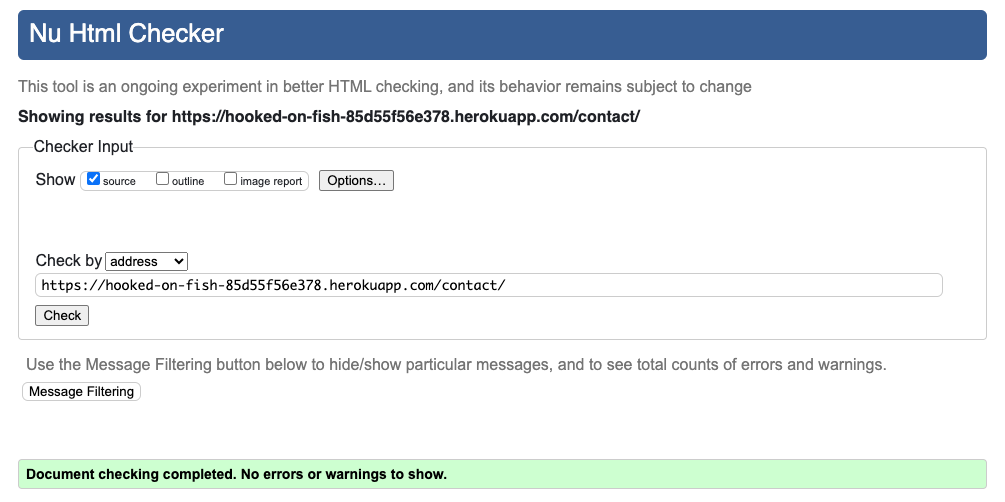 Nu Html Checker
This tool is an ongoing experiment in better HTML checking, and its behavior remains subject to change
Showing results for https://hooked-on-fish-85d55f56e378.herokuapp.com/contact/
Checker Input
Show source outline image report Options...
Check by address
https://hooked-on-fish-85d55f56e378.herokuapp.com/contact/
Check
Use the Message Filtering button below to hide/show particular messages, and to see total counts of errors and warnings.
Message Filtering
Document checking completed. No errors or warnings to show.